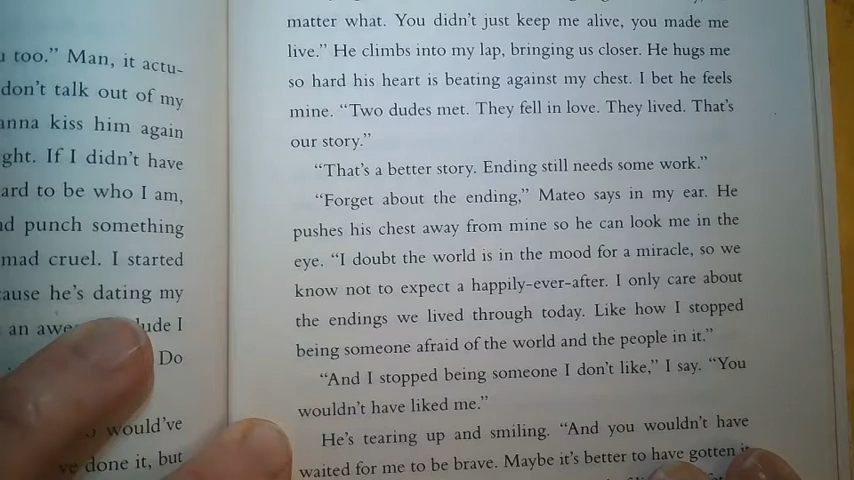 u too." Man, it actu-
don't talk out of my
anna kiss him again
ght. If I didn't have
ard to be who I am,
d punch something
mad cruel. I started
ause he's dating my
an awe ude I
Do
would've
ve done it, but
matter what. You didn't just keep me alive, you made me
live." He climbs into my lap, bringing us closer. He hugs me
so hard his heart is beating against my chest. I bet he feels
mine. "Two dudes met. They fell in love. They lived. That's
our story."
"That's a better story. Ending still needs some work."
"Forget about the ending," Mateo says in my ear. He
pushes his chest away from mine so he can look me in the
eye. "I doubt the world is in the mood for a miracle, so we
know not to expect a happily-ever-after. I only care about
the endings we lived through today. Like how I stopped
being someone afraid of the world and the people in it."
"And I stopped being someone I don't like," I say. "You
wouldn't have liked me."
He's tearing up and smiling. "And you wouldn't have
waited for me to be brave. Maybe it's better to have gotten it